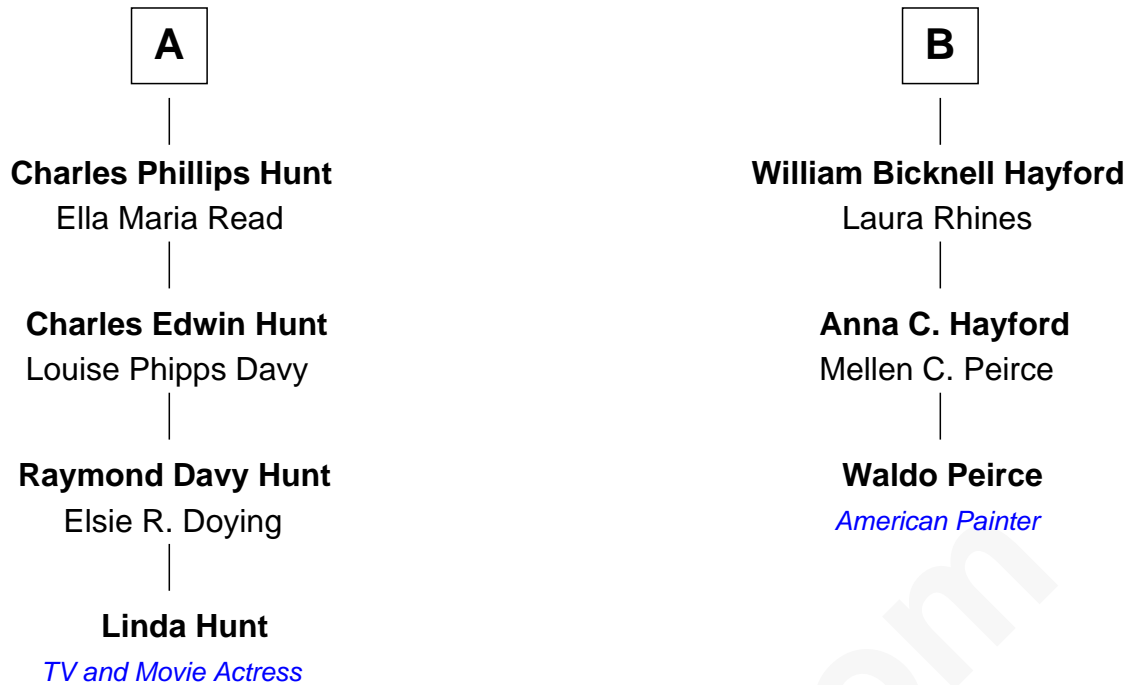 A
Charles Phillips Hunt
Ella Maria Read
Charles Edwin Hunt
Louise Phipps Davy
Raymond Davy Hunt
Elsie R. Doying
Linda Hunt
TV and Movie Actress
B
William Bicknell Hayford
Laura Rhines
Anna C. Hayford
Mellen C. Peirce
Waldo Peirce
American Painter
om